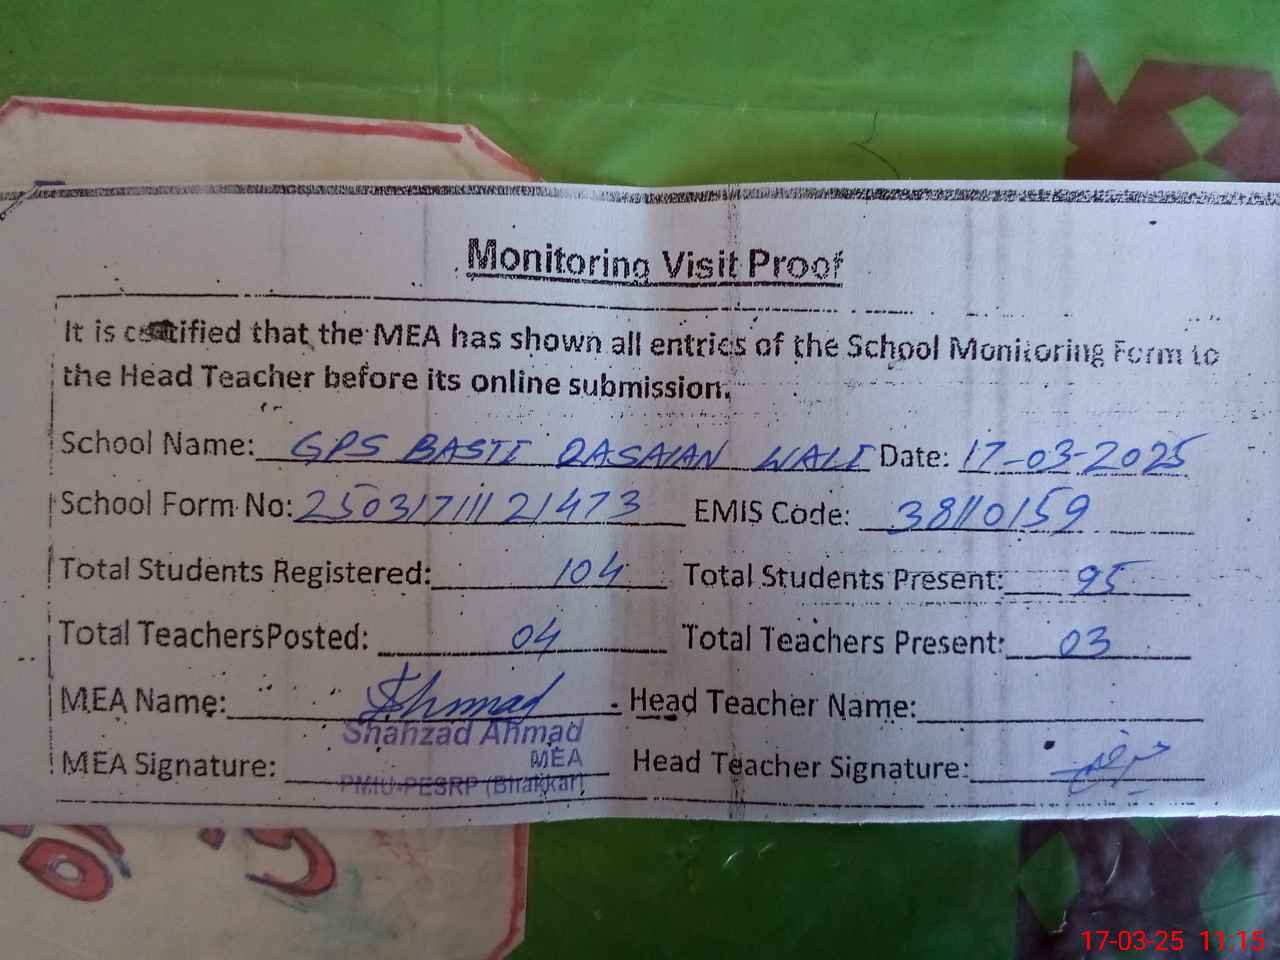 Monitoring Visit Proof
It is certified that the MEA has shown all entries of the School Monitoring Form to
the Head Teacher before its online submission.
School Name: GPS BASTI QASAIAN WALI Date: 17-03-2025
School Form No: 25031711121473 EMIS Code: 38110159
Total Students Registered: 104 Total Students Present: 95
Total TeachersPosted: 04 Total Teachers Present: 03
MEA Name: Head Teacher Name:
Shahzad Ahmad
MEA
MEA Signature: Head Teacher Signature:
PMIU-PESRP (Bhakkar)
17-03-25 11:15